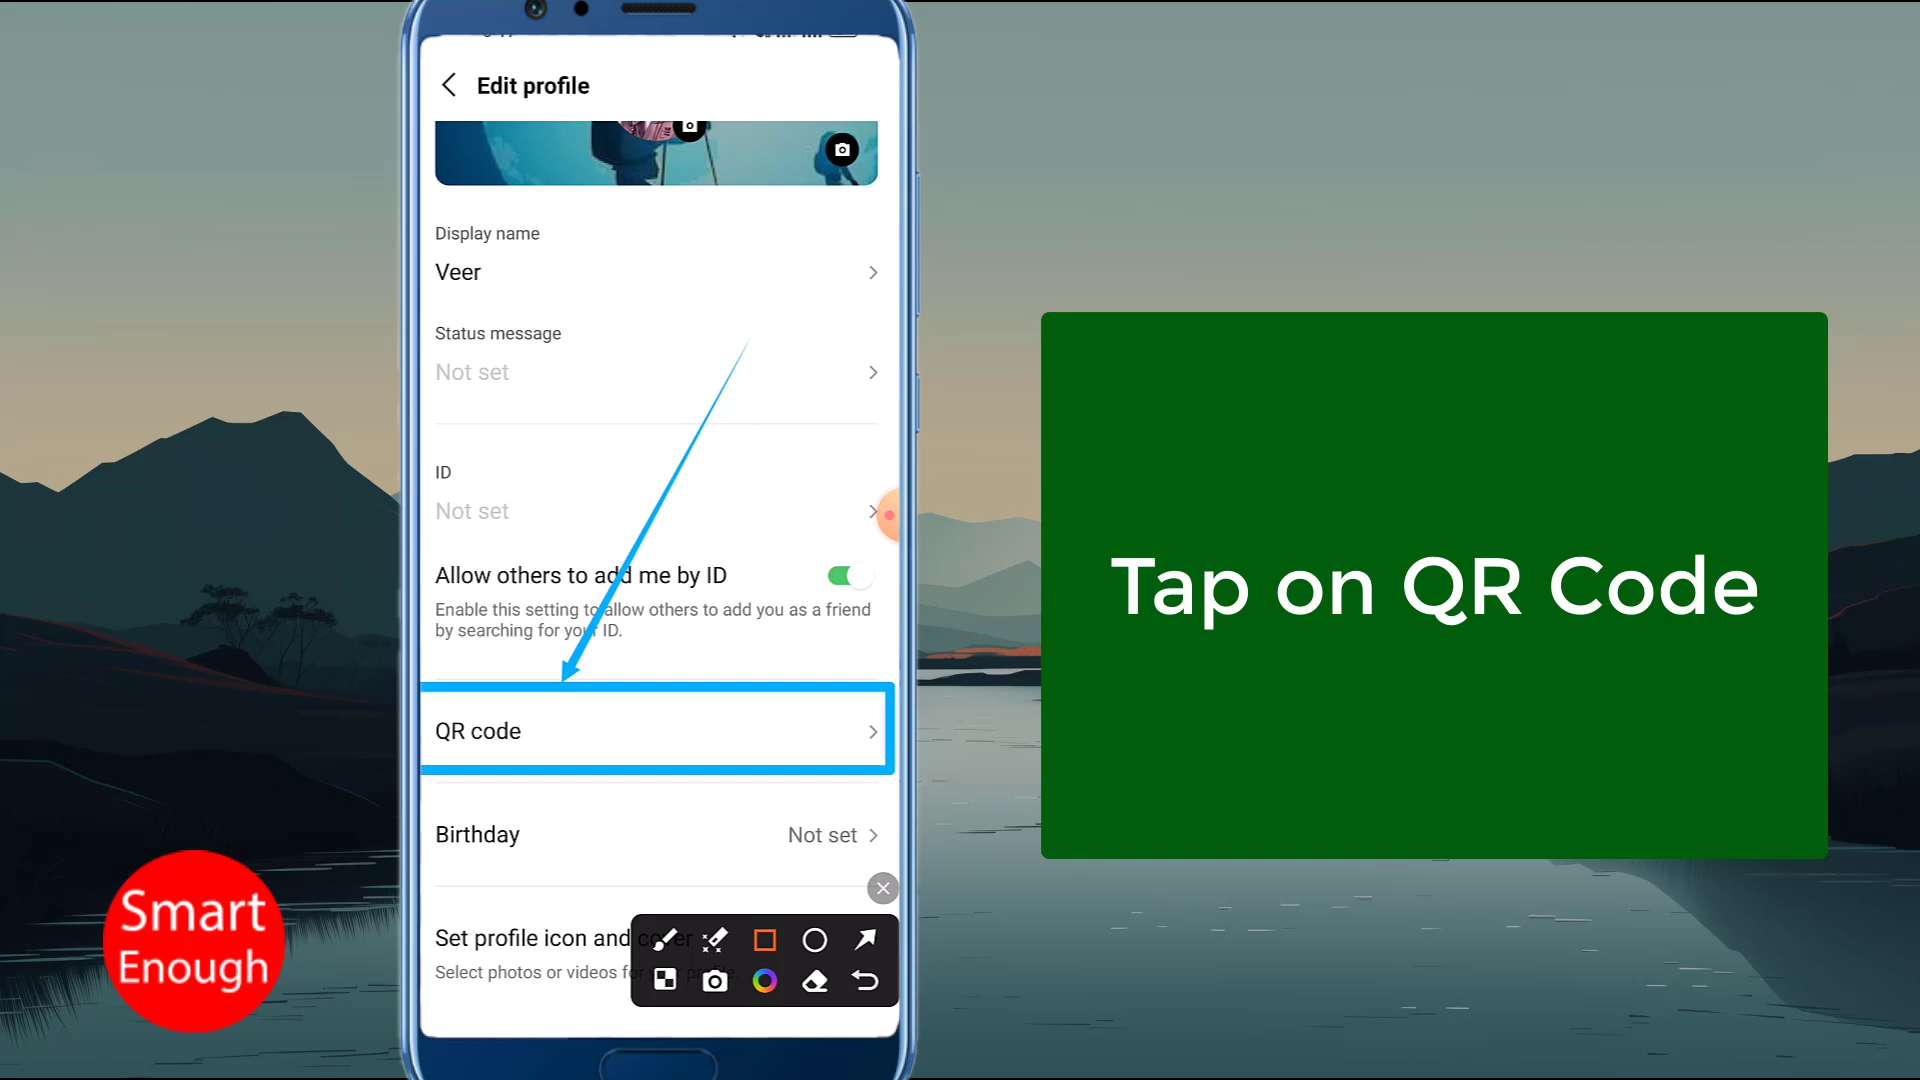 Edit profile
Display name
Veer
Status message
Not set
ID
Not set
Allow others to add me by ID
Enable this setting to allow others to add you as a friend
by searching for your ID.
QR code
Birthday
Not set
Set profile icon and cover
Select photos or videos for your profile.
Tap on QR Code
Smart
Enough